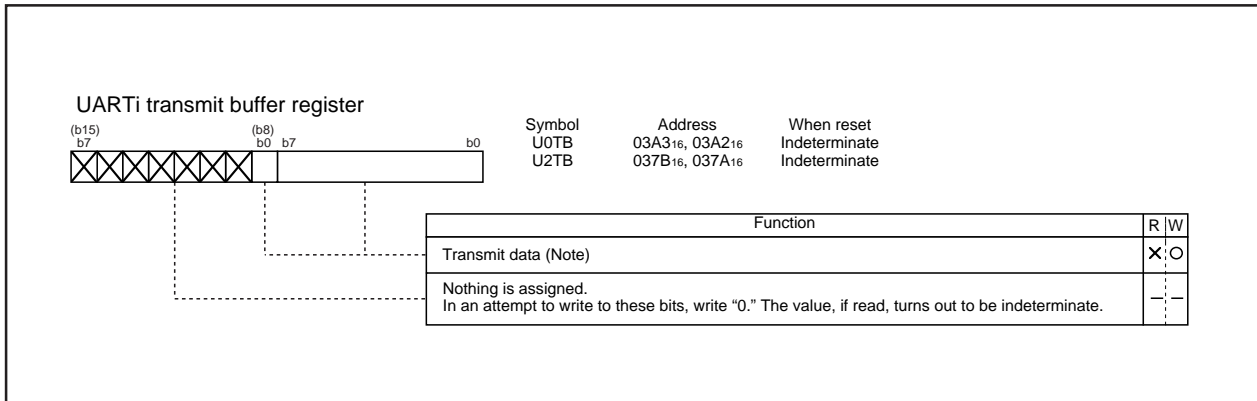 UARTi transmit buffer register
(b15) (b8)
b7 b0 b7 b0
Symbol Address When reset
U0TB 03A3₁₆, 03A2₁₆ Indeterminate
U2TB 037B₁₆, 037A₁₆ Indeterminate
Function R W
Transmit data (Note) X O
Nothing is assigned.
In an attempt to write to these bits, write “0.” The value, if read, turns out to be indeterminate. – –